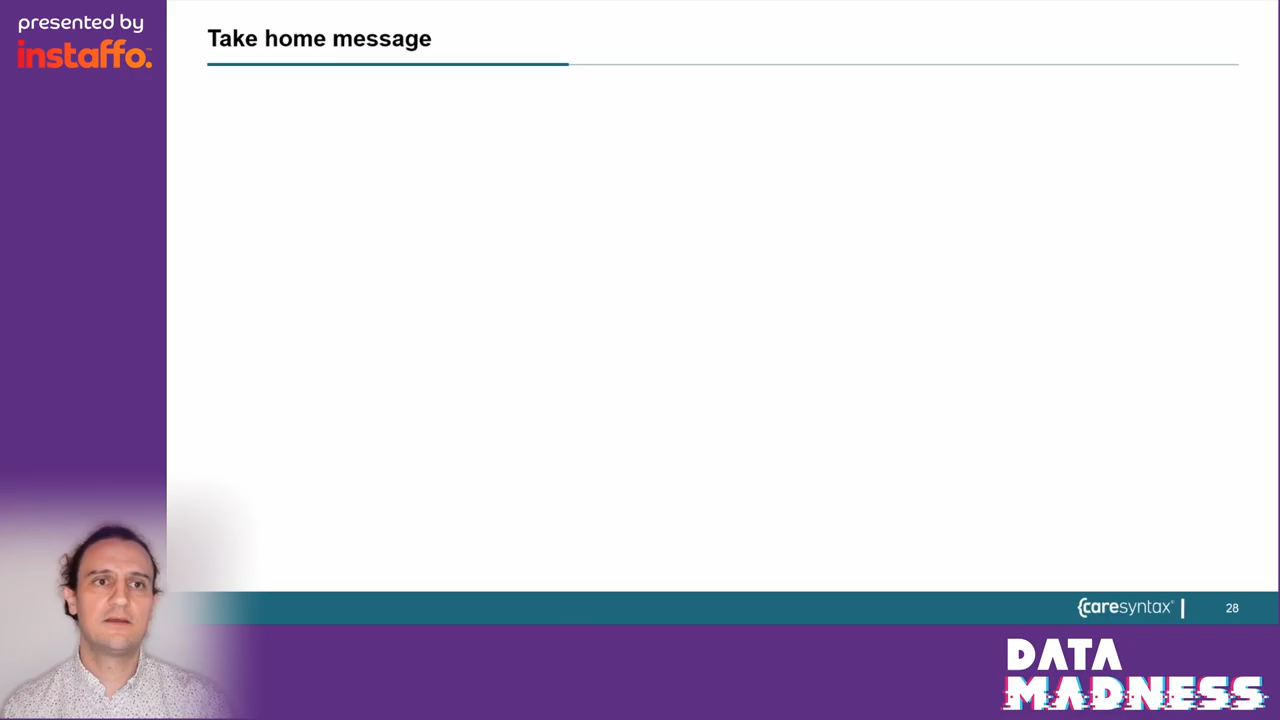 presented by
instaffo.
Take home message
{caresyntax®
28
DATA
MADNESS